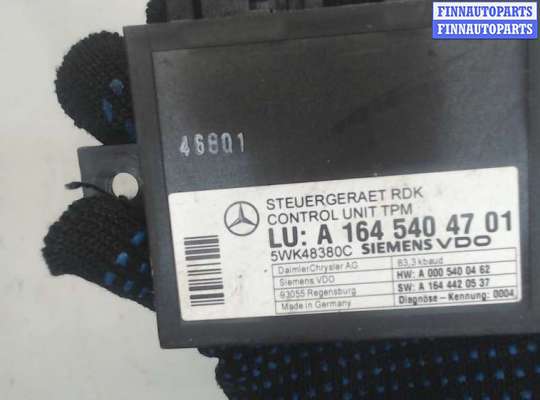 FINNAUTOPARTS
FINNAUTOPARTS
46801
STEUERGERAET RDK
CONTROL UNIT TPM
LU: A 164 540 47 01
5WK48380C SIEMENS VDO
DaimlerChrysler AG
Siemens VDO
93055 Regensburg
Made in Germany
83,3 kbaud
HW: A 000 540 04 62
SW: A 164 442 05 37
Diagnose - Kennung: 0004